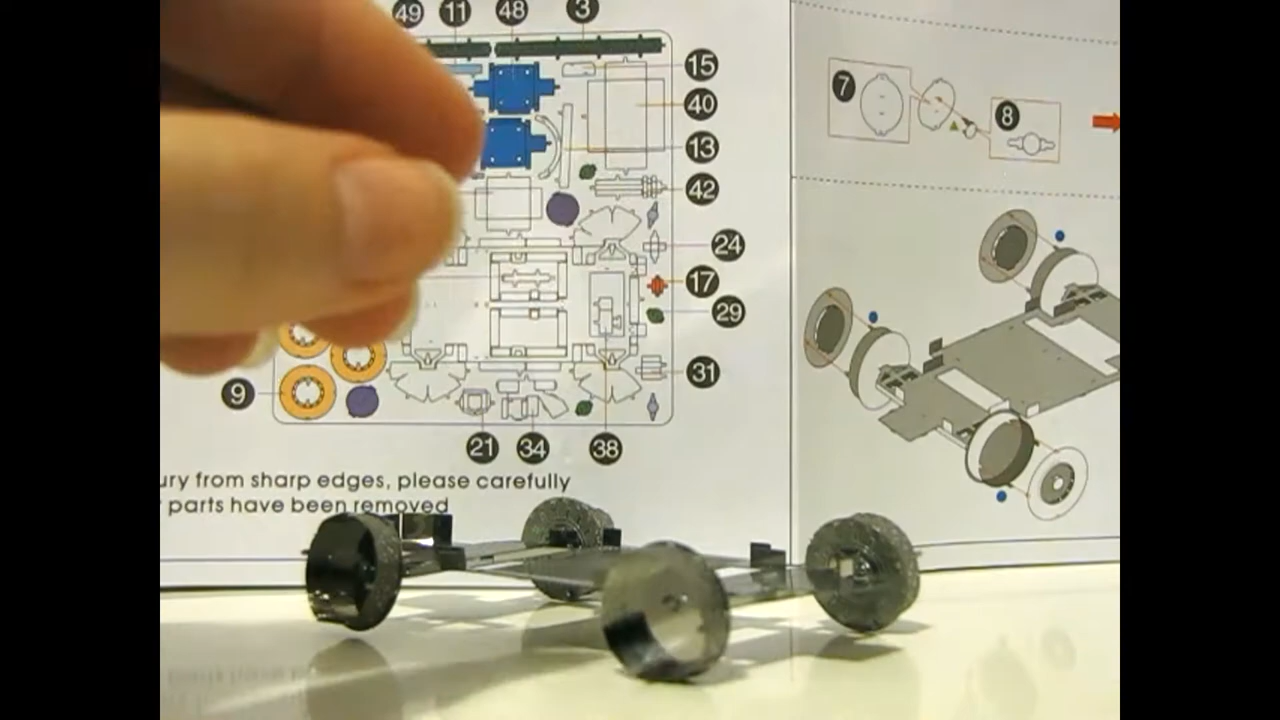 49 11 48 3
15
40
13
42
24
17
29
31
9
21 34 38
ury from sharp edges, please carefully
parts have been removed
7
8